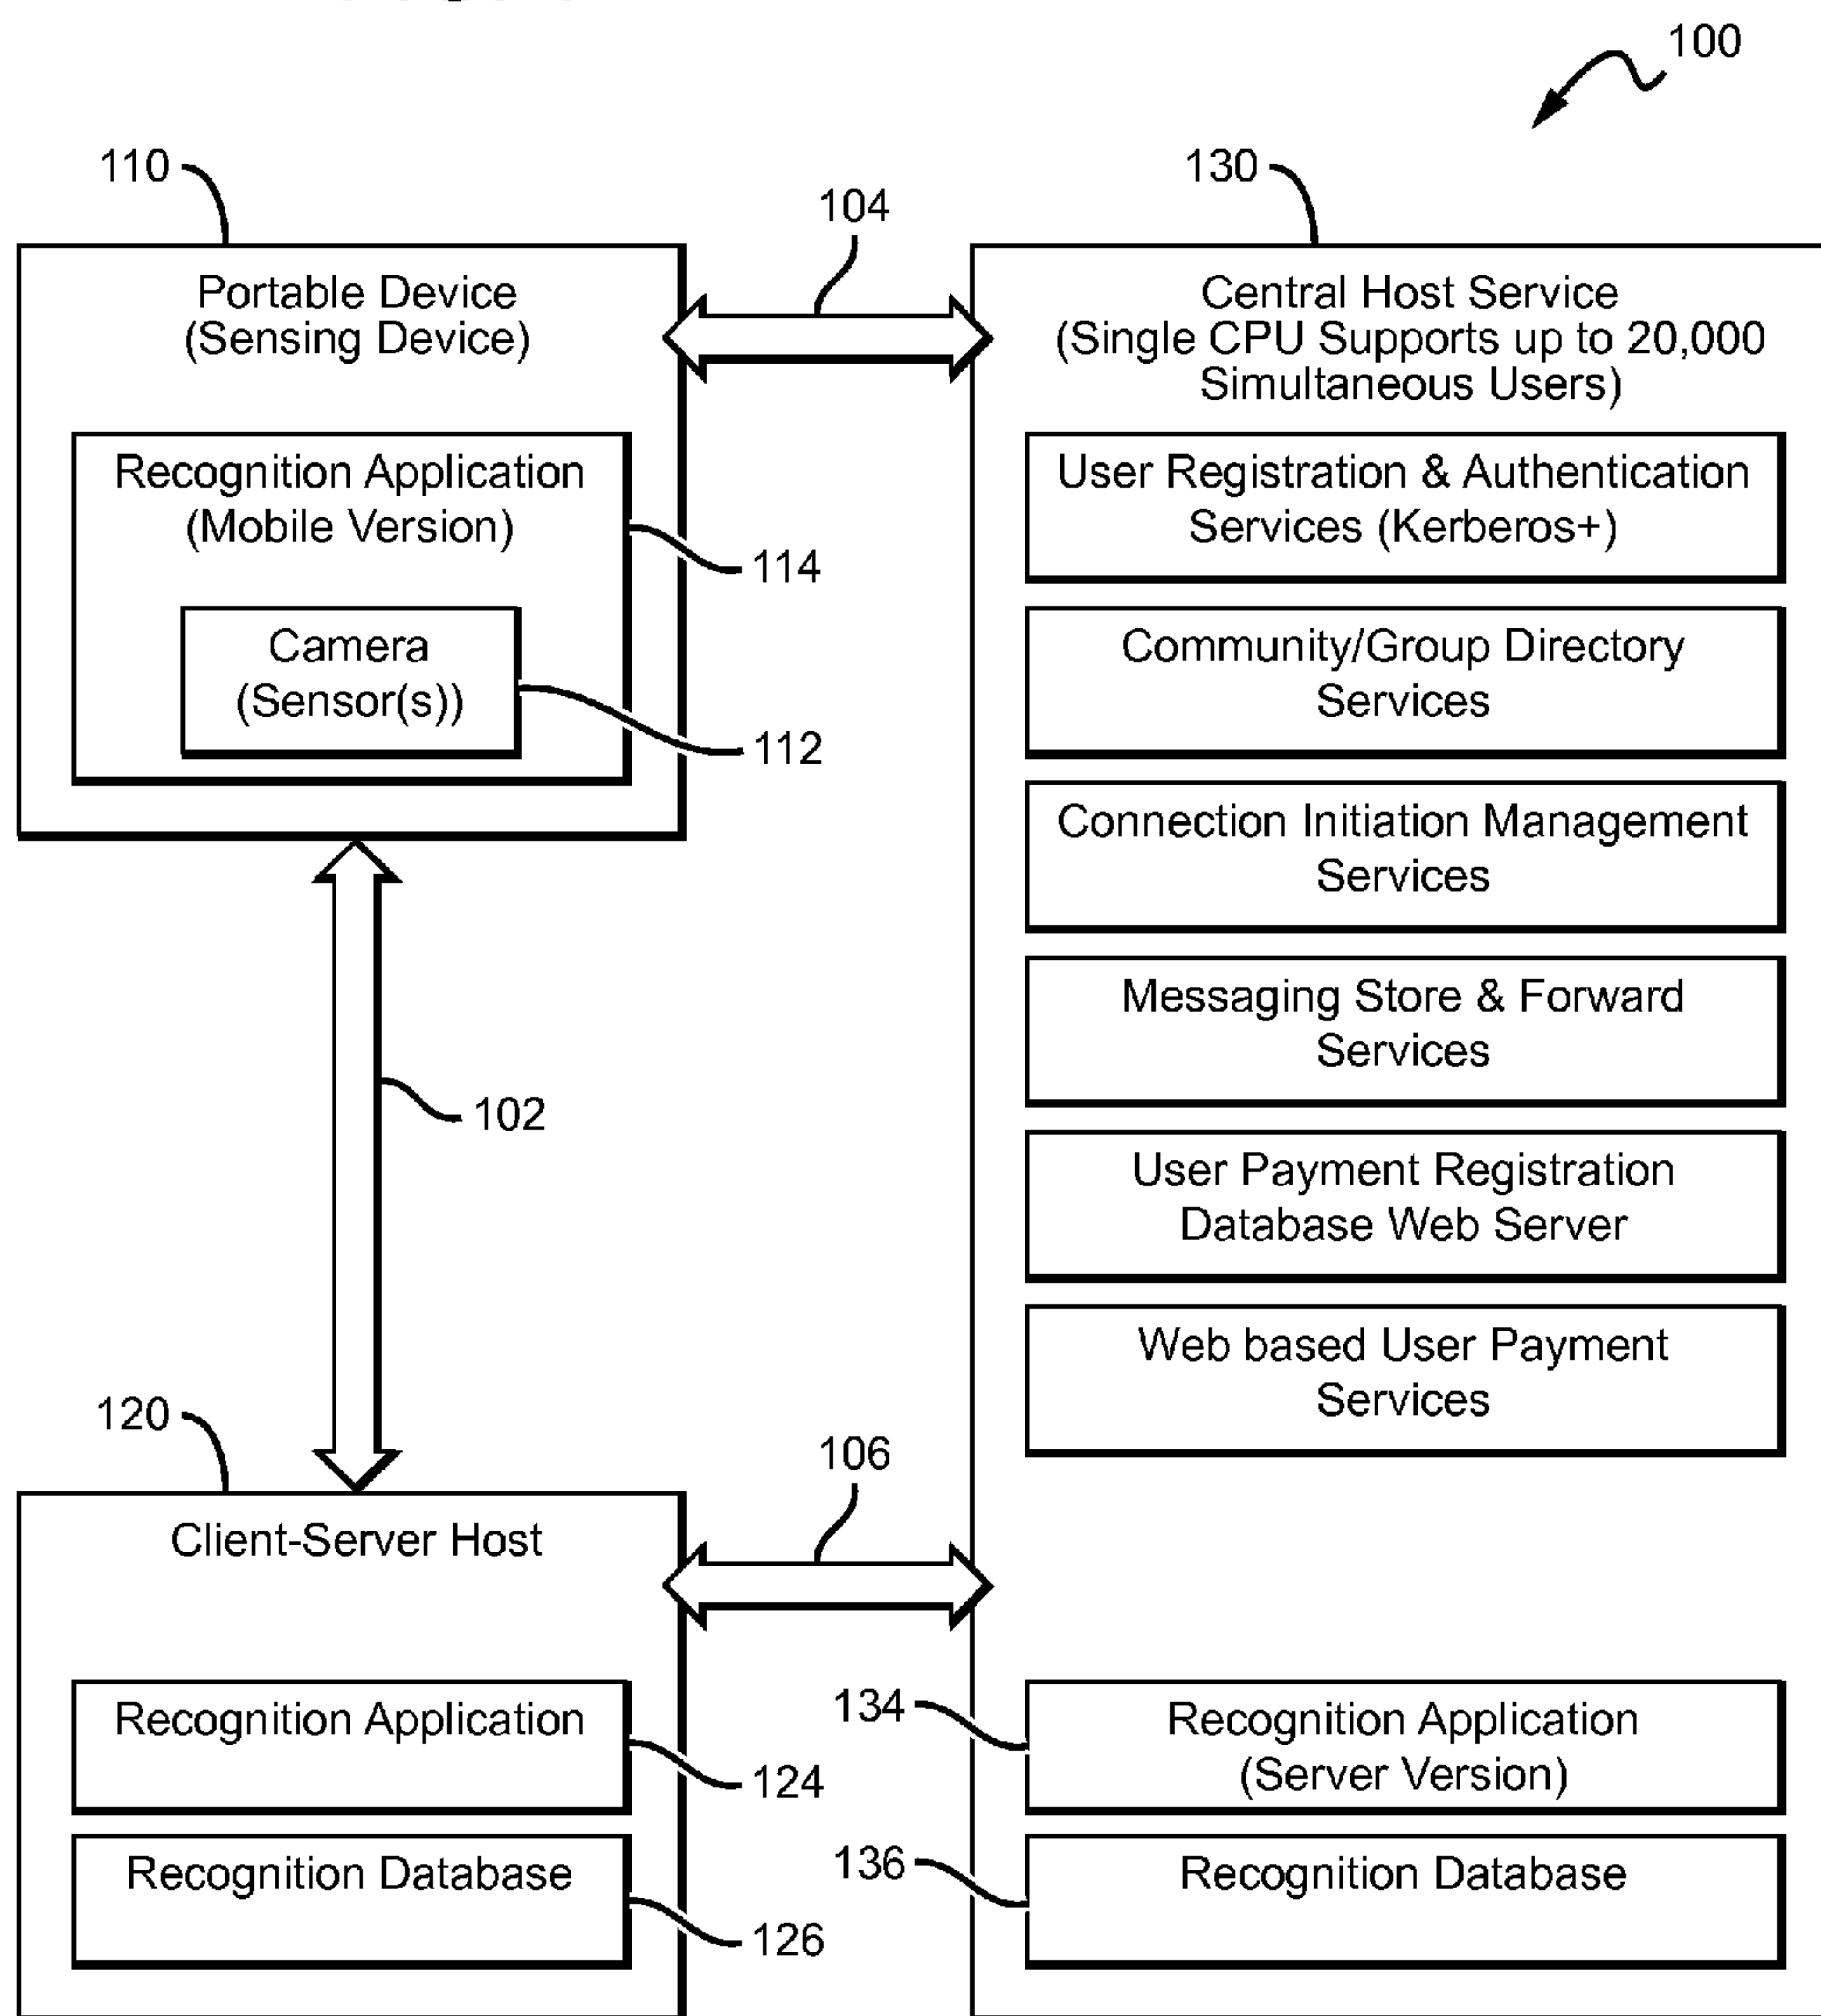 100
110
130
104
Portable Device
(Sensing Device)
Recognition Application
(Mobile Version)
114
Camera
(Sensor(s))
112
Central Host Service
(Single CPU Supports up to 20,000
Simultaneous Users)
User Registration & Authentication
Services (Kerberos+)
Community/Group Directory
Services
Connection Initiation Management
Services
Messaging Store & Forward
Services
User Payment Registration
Database Web Server
Web based User Payment
Services
102
120
106
Client-Server Host
Recognition Application
124
Recognition Database
126
134
Recognition Application
(Server Version)
136
Recognition Database